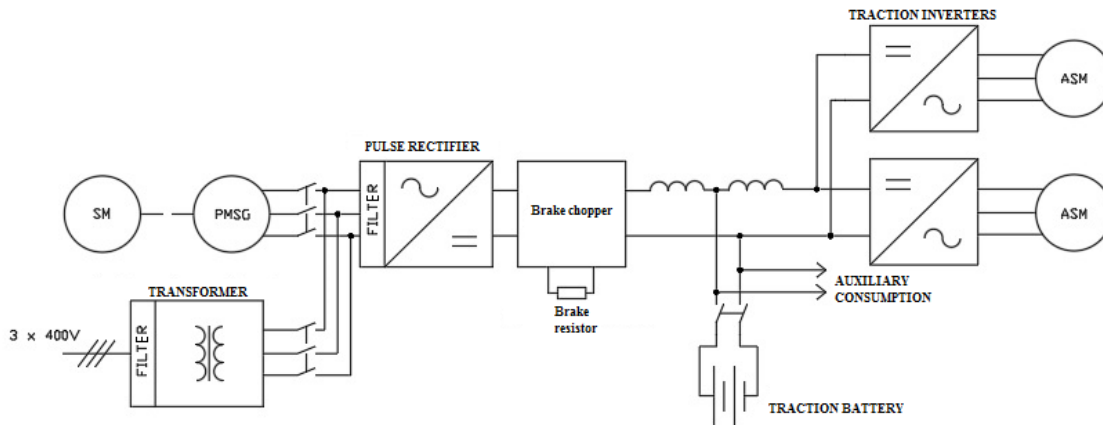 TRACTION INVERTERS
ASM
PULSE RECTIFIER
FILTER
SM
PMSG
Brake chopper
ASM
Brake
resistor
AUXILIARY
CONSUMPTION
TRANSFORMER
3 x 400V
FILTER
TRACTION BATTERY